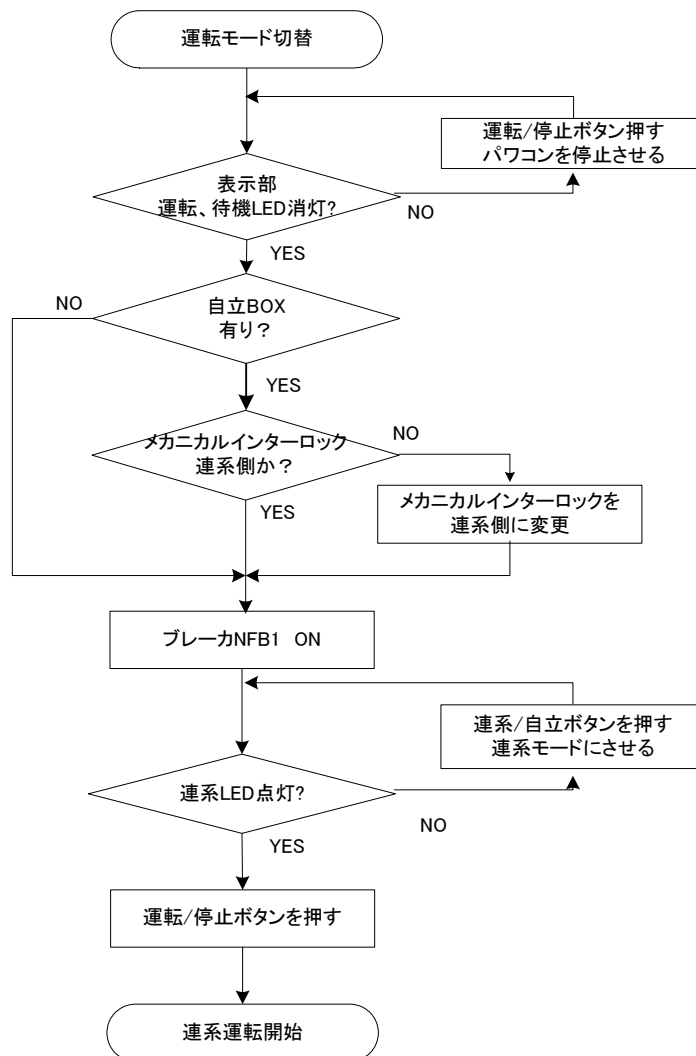 運転モード切替
運転/停止ボタン押す
パワコンを停止させる
表示部
運転、待機LED消灯?
NO
YES
NO
自立BOX
有り？
YES
メカニカルインターロック
連系側か？
NO
YES
メカニカルインターロックを
連系側に変更
ブレーカNFB1 ON
連系/自立ボタンを押す
連系モードにさせる
連系LED点灯?
NO
YES
運転/停止ボタンを押す
連系運転開始